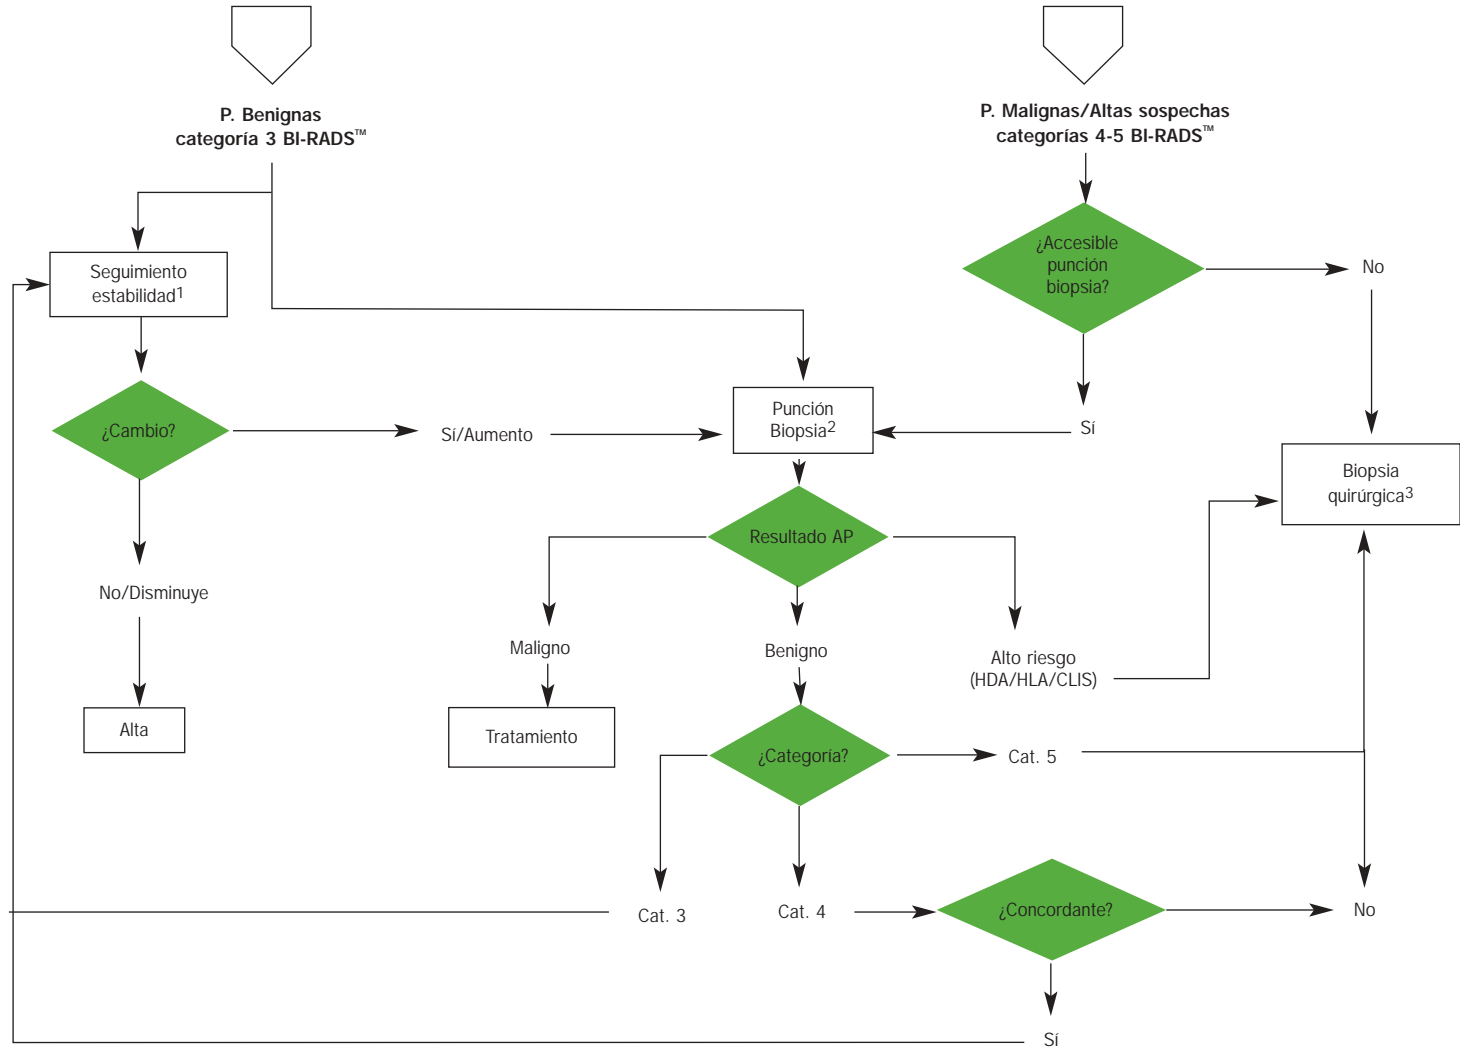 P. Benignas
categoría 3 BI-RADS™
P. Malignas/Altas sospechas
categorías 4-5 BI-RADS™
¿Accesible
punción
biopsia?
No
Seguimiento
estabilidad1
Sí
Punción
Biopsia2
¿Cambio?
Sí/Aumento
Biopsia
quirúrgica3
Resultado AP
No/Disminuye
Maligno
Benigno
Alto riesgo
(HDA/HLA/CLIS)
Alta
Tratamiento
¿Categoría?
Cat. 5
Cat. 3
Cat. 4
¿Concordante?
No
Sí